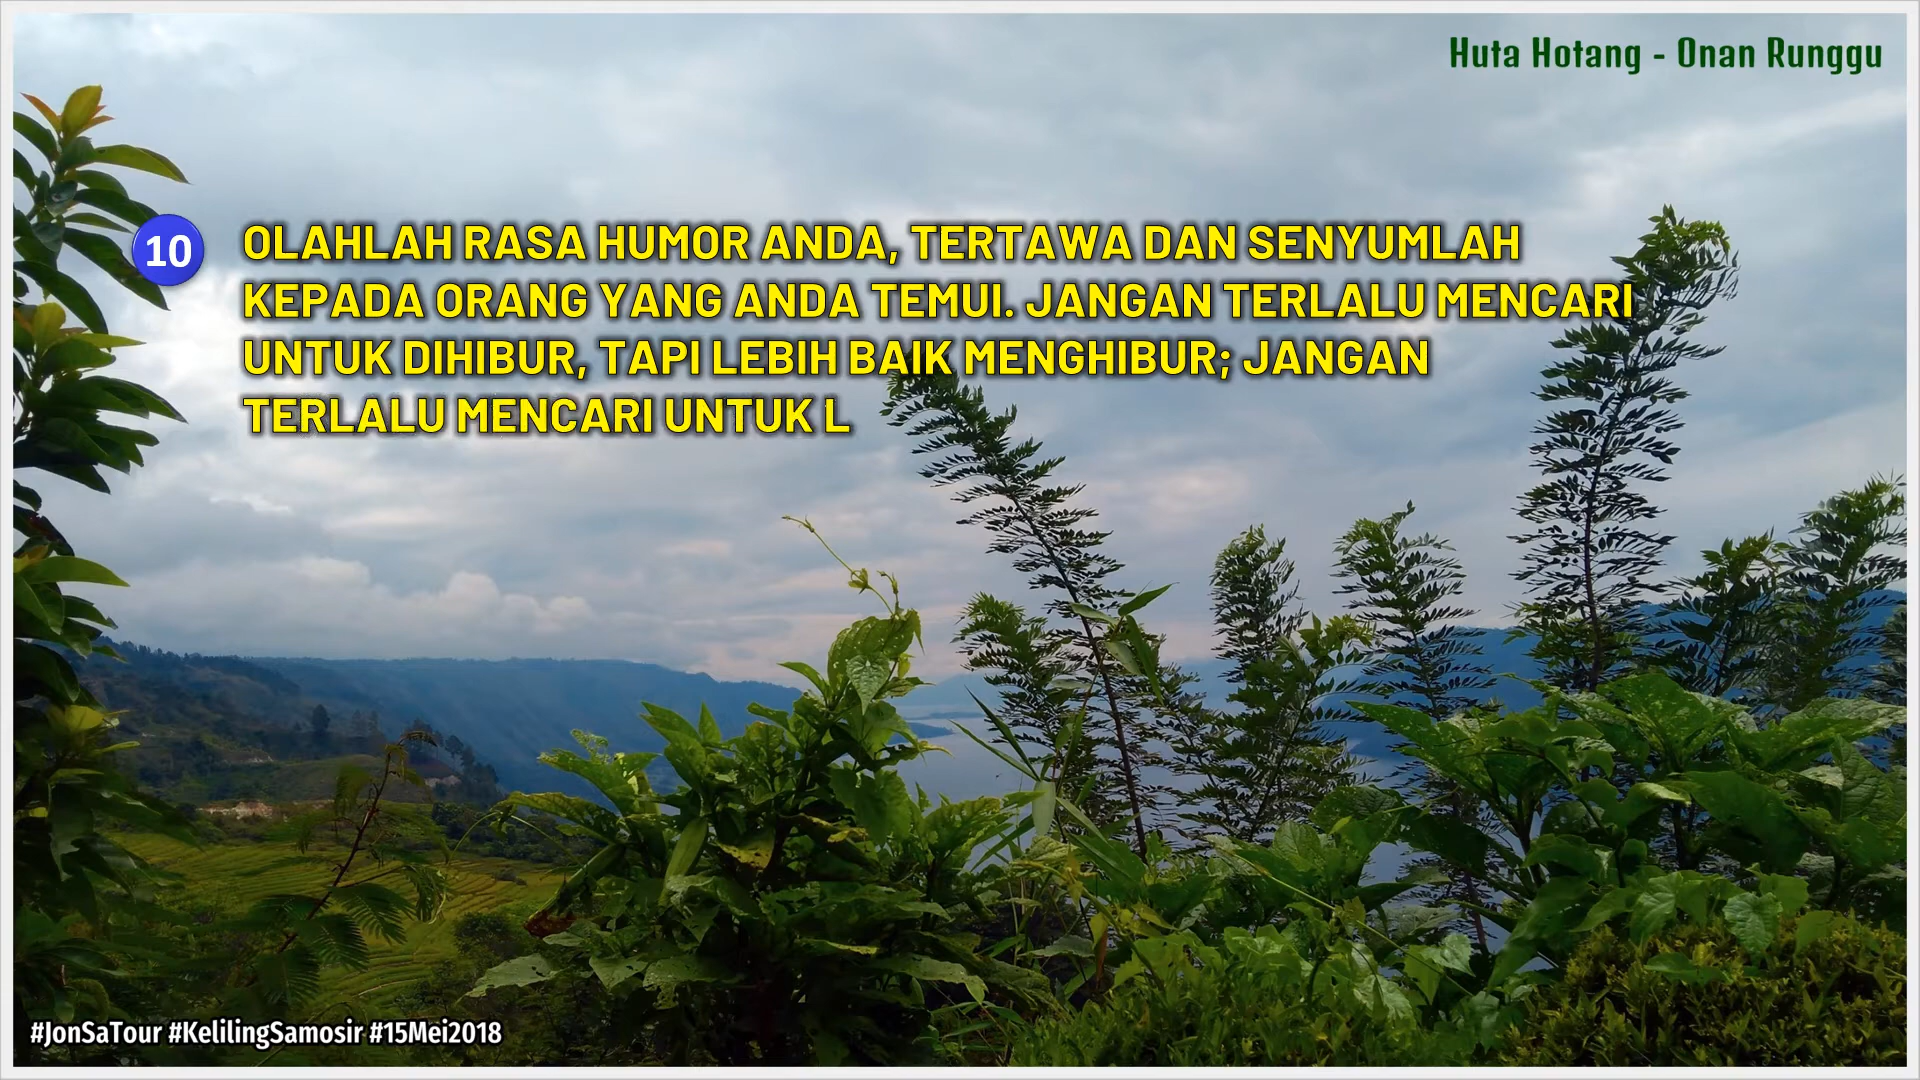 Huta Hotang - Onan Runggu
10
OLAHLAH RASA HUMOR ANDA, TERTAWA DAN SENYUMLAH
KEPADA ORANG YANG ANDA TEMUI. JANGAN TERLALU MENCARI
UNTUK DIHIBUR, TAPI LEBIH BAIK MENGHIBUR; JANGAN
TERLALU MENCARI UNTUK L
#JonSaTour #KelilingSamosir #15Mei2018